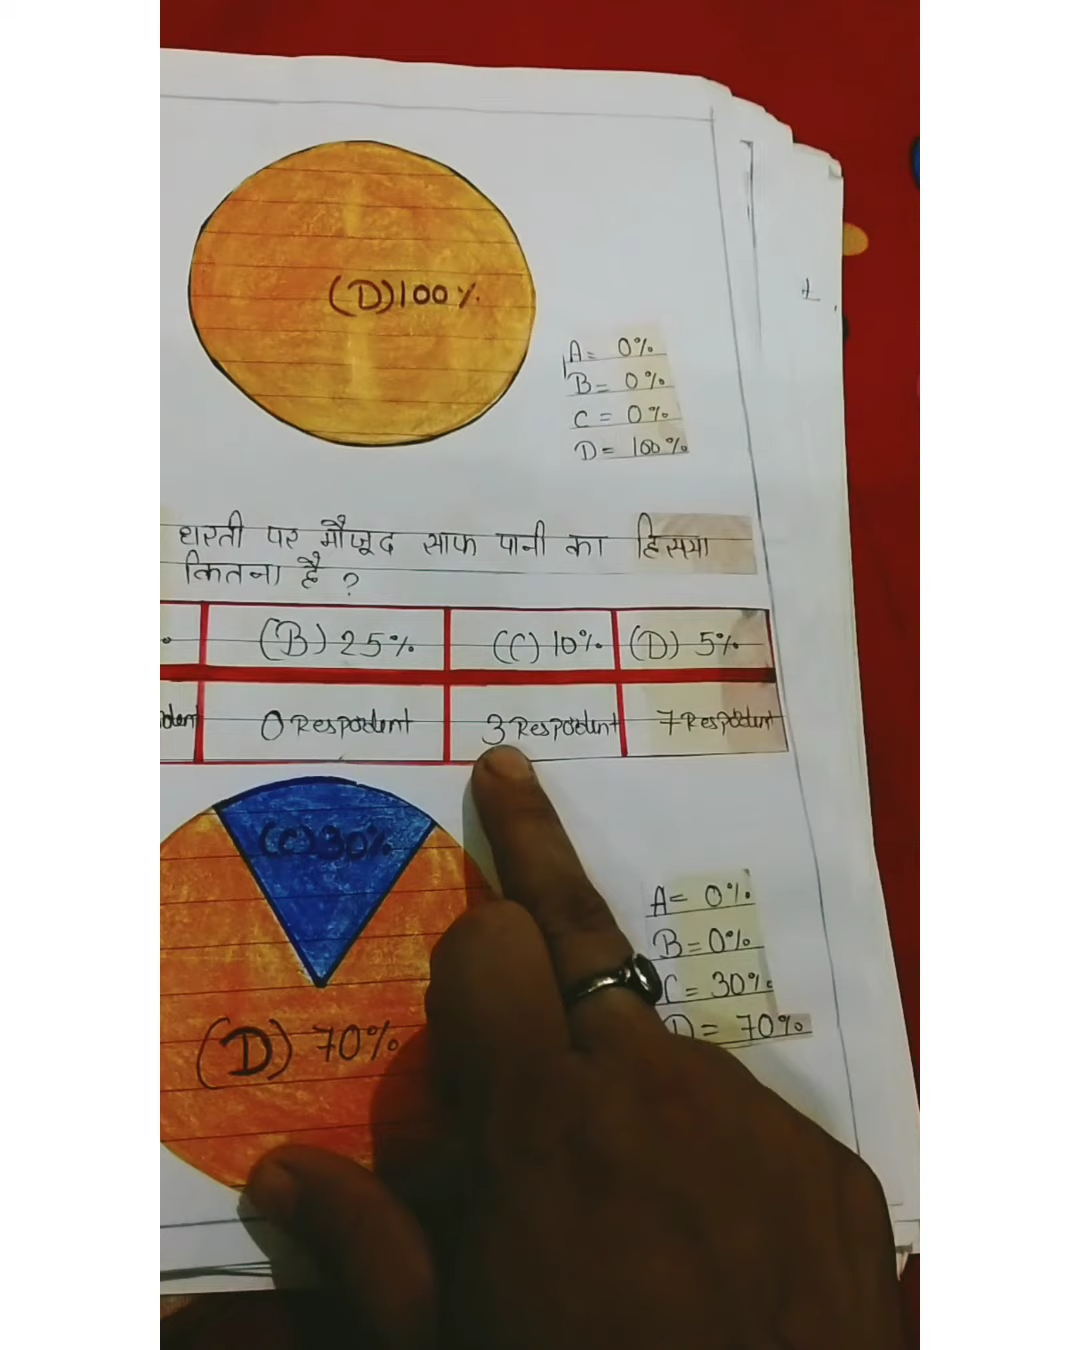 (D)100%
A= 0%
B= 0%
C= 0%
D= 100%
धरती पर मौजूद साफ पानी का हिस्सा
कितना है ?
(B) 25% (C) 10% (D) 5%
0 Respodent 3 Respodent 7 Respodent
(C)30%
(D) 70%
A= 0%
B= 0%
C= 30%
D= 70%